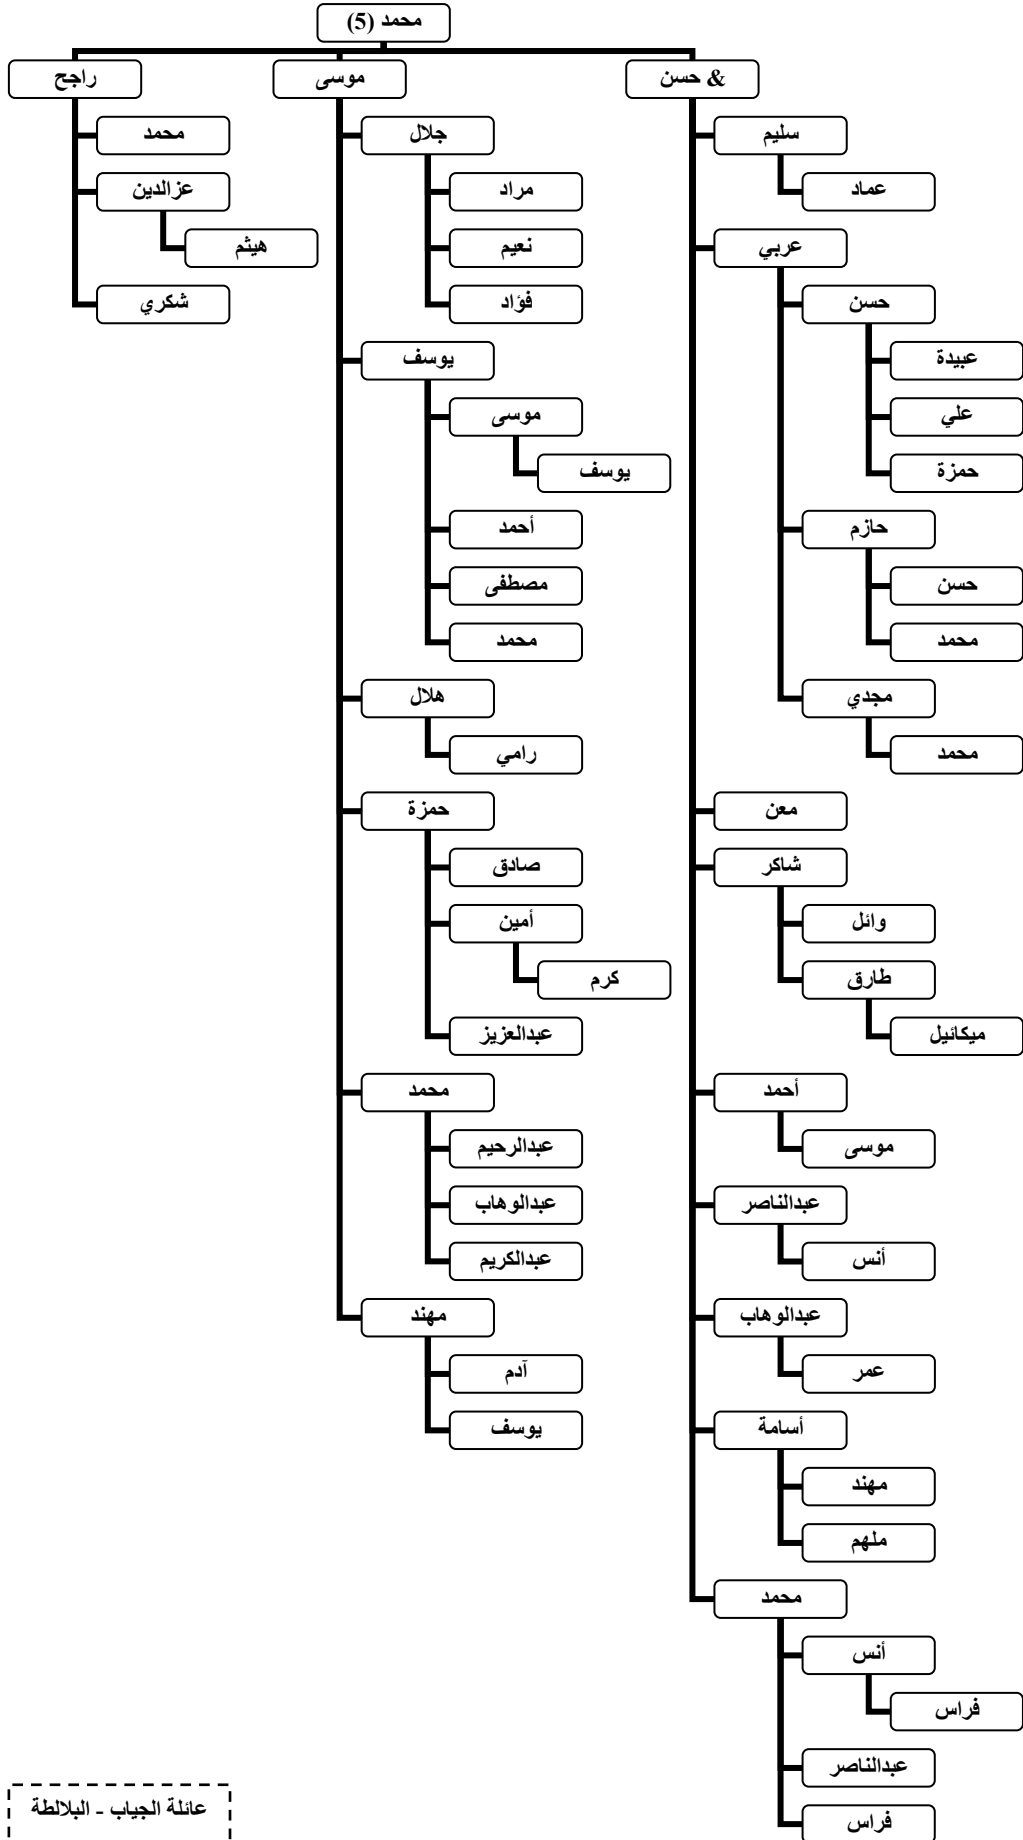 محمد (5)
& حسن
موسى
راجح
سليم
عماد
عربي
حسن
عبيدة
علي
حمزة
حازم
حسن
محمد
مجدي
محمد
معن
شاكر
وائل
طارق
ميكائيل
أحمد
موسى
عبدالناصر
أنس
عبدالوهاب
عمر
أسامة
مهند
ملهم
محمد
أنس
فراس
عبدالناصر
فراس
جلال
مراد
نعيم
فؤاد
يوسف
موسى
يوسف
أحمد
مصطفى
محمد
هلال
رامي
حمزة
صادق
أمين
كرم
عبدالعزيز
محمد
عبدالرحيم
عبدالوهاب
عبدالكريم
مهند
آدم
يوسف
محمد
عزالدين
هيثم
شكري
عائلة الجياب - البلالطة